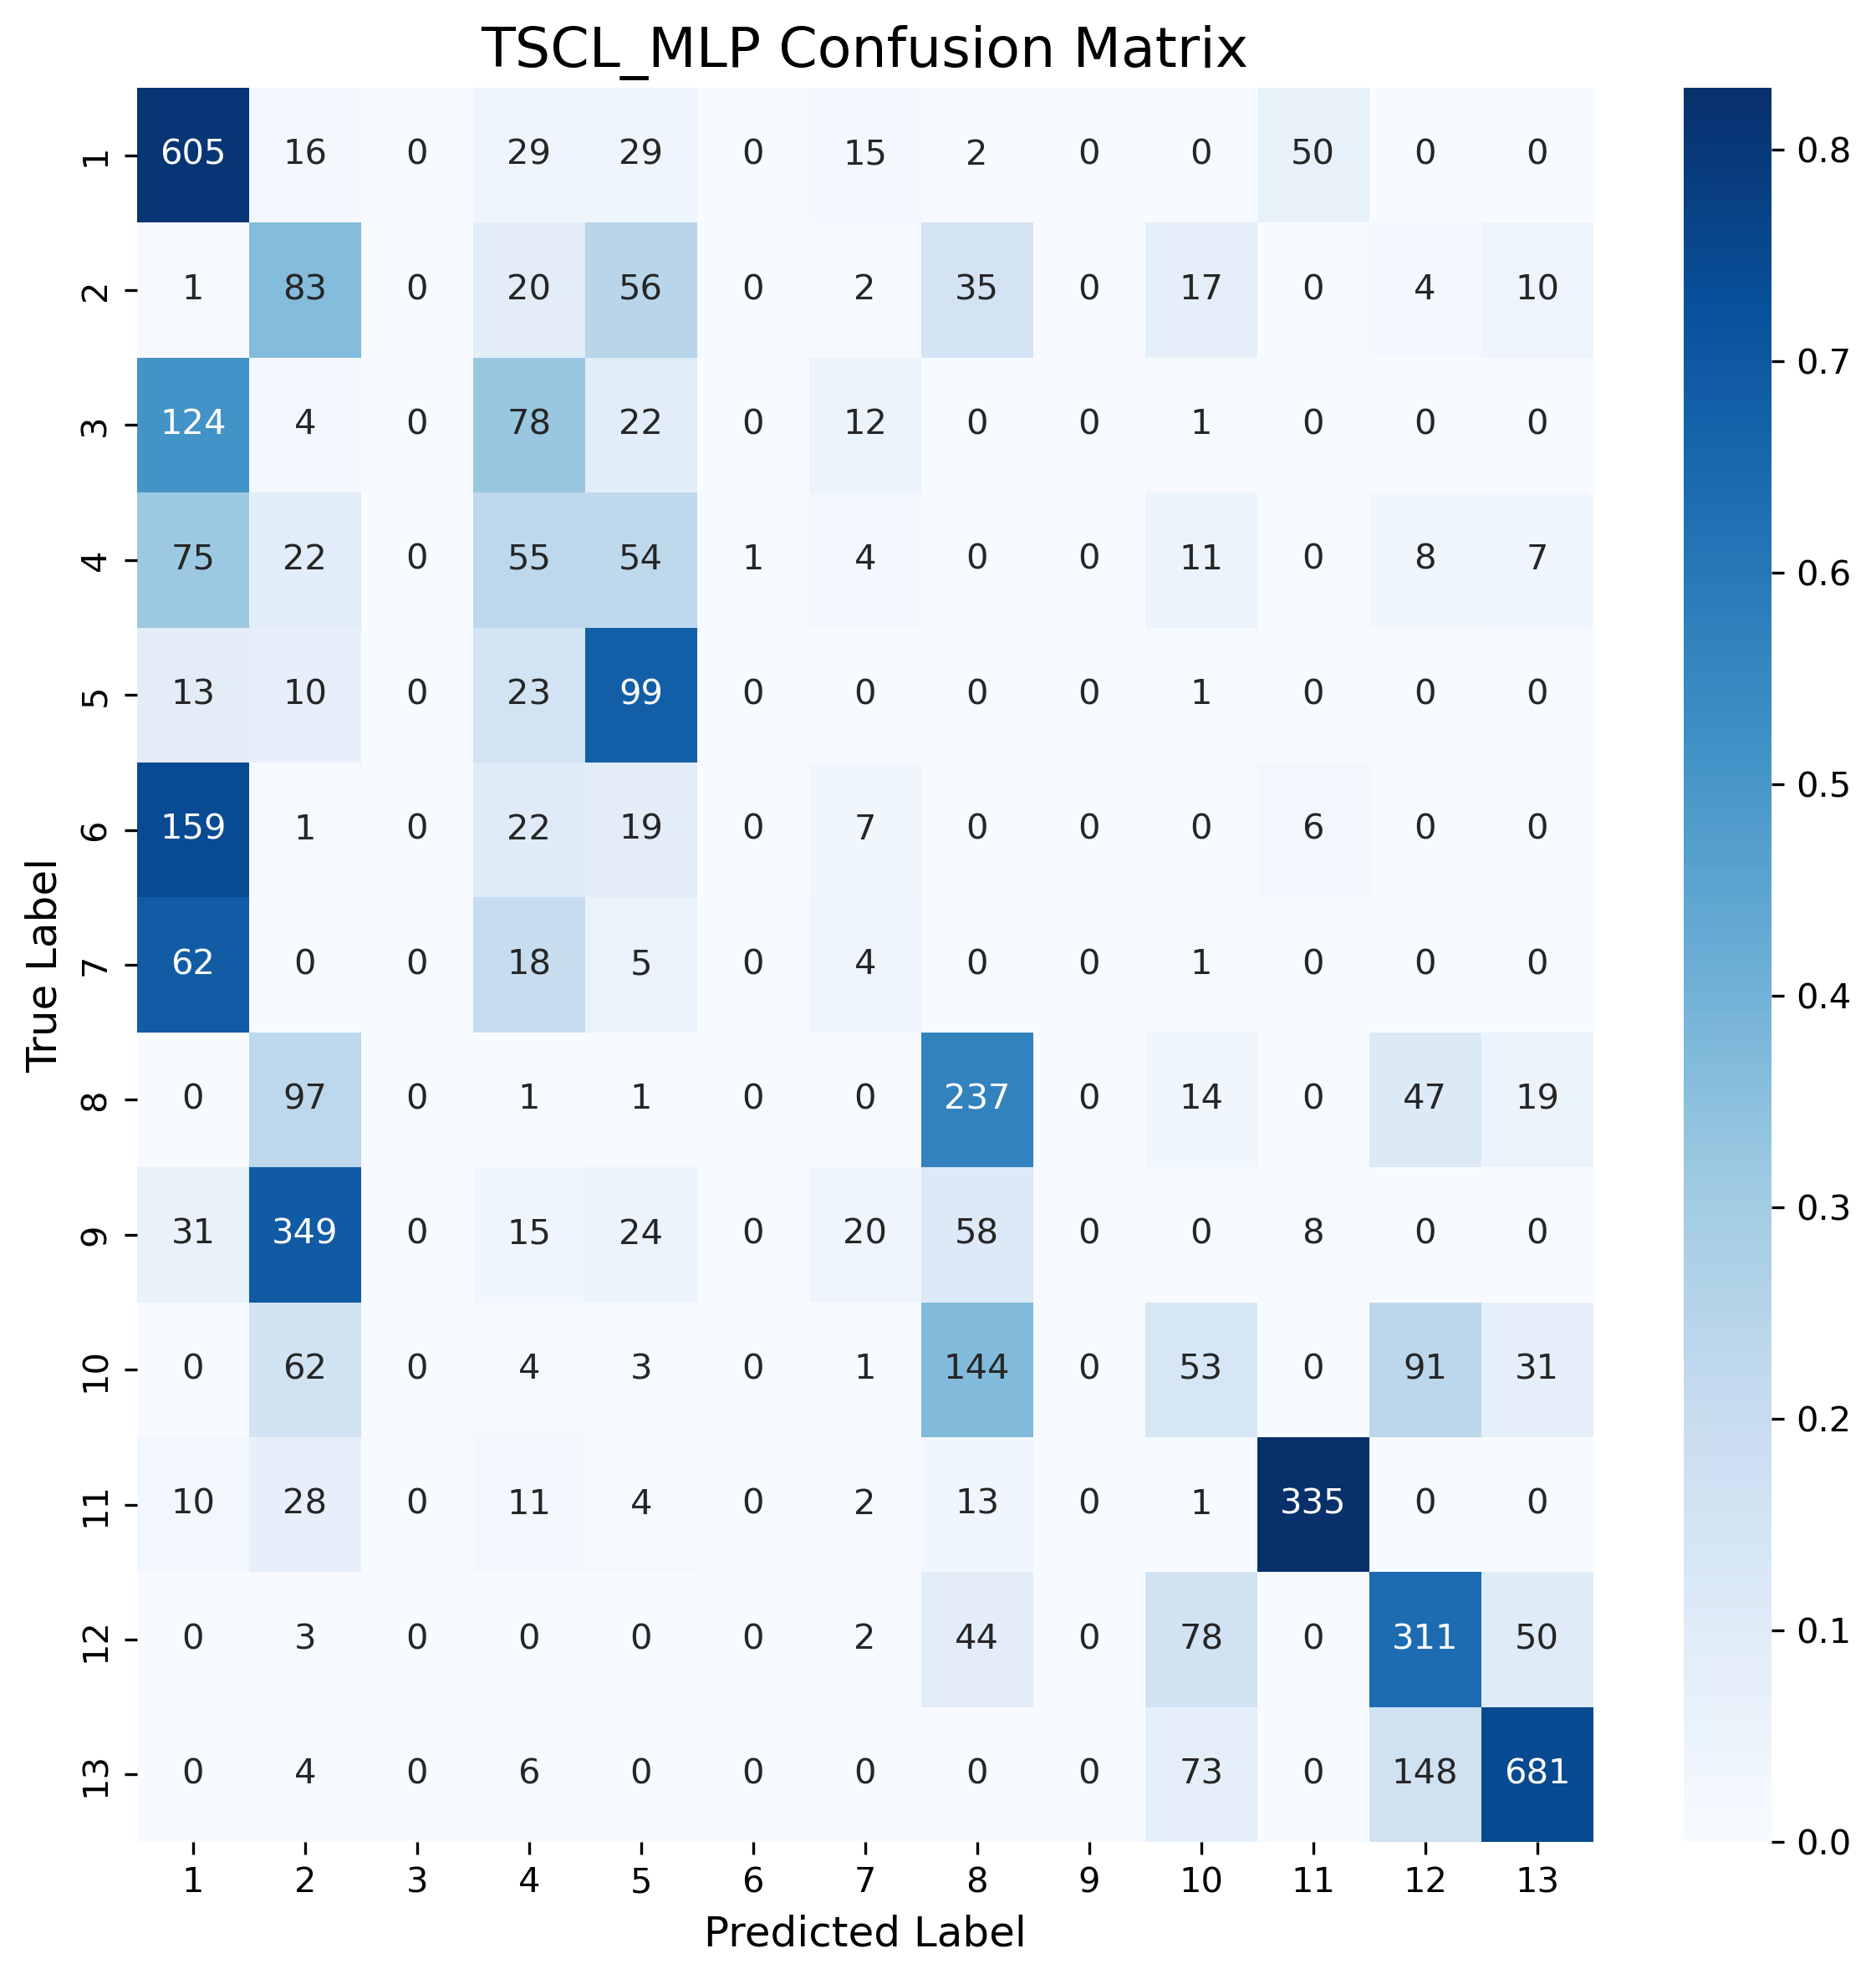 TSCL_MLP Confusion Matrix
1 605 16 0 29 29 0 15 2 0 0 50 0 0
2 1 83 0 20 56 0 2 35 0 17 0 4 10
3 124 4 0 78 22 0 12 0 0 1 0 0 0
4 75 22 0 55 54 1 4 0 0 11 0 8 7
5 13 10 0 23 99 0 0 0 0 1 0 0 0
6 159 1 0 22 19 0 7 0 0 0 6 0 0
7 62 0 0 18 5 0 4 0 0 1 0 0 0
8 0 97 0 1 1 0 0 237 0 14 0 47 19
9 31 349 0 15 24 0 20 58 0 0 8 0 0
10 0 62 0 4 3 0 1 144 0 53 0 91 31
11 10 28 0 11 4 0 2 13 0 1 335 0 0
12 0 3 0 0 0 0 2 44 0 78 0 311 50
13 0 4 0 6 0 0 0 0 0 73 0 148 681
1 2 3 4 5 6 7 8 9 10 11 12 13
Predicted Label
True Label
0.8
0.7
0.6
0.5
0.4
0.3
0.2
0.1
0.0